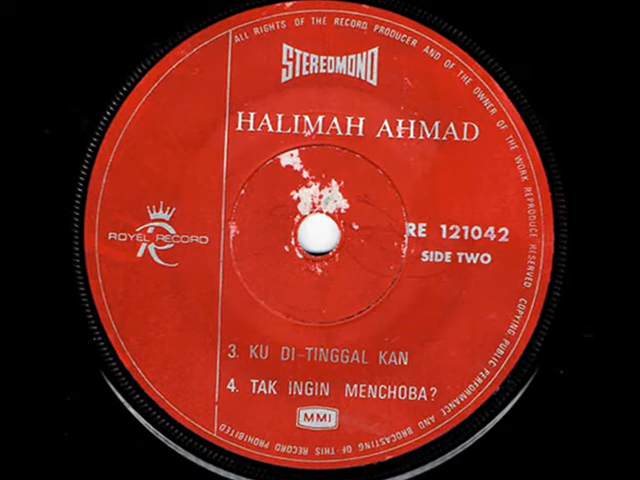 ALL RIGHTS OF THE RECORD PRODUCER AND OF THE OWNER OF THE WORK REPRODUCE RESERVED COPYING PUBLIC PERFORMANCE AND BROCASTING OF THIS RECORD PROHIBITED
STEREOMONO
HALIMAH AHMAD
ROYEL RECORD
R
RE 121042
SIDE TWO
3. KU DI-TINGGAL KAN
4. TAK INGIN MENCHOBA?
MMI